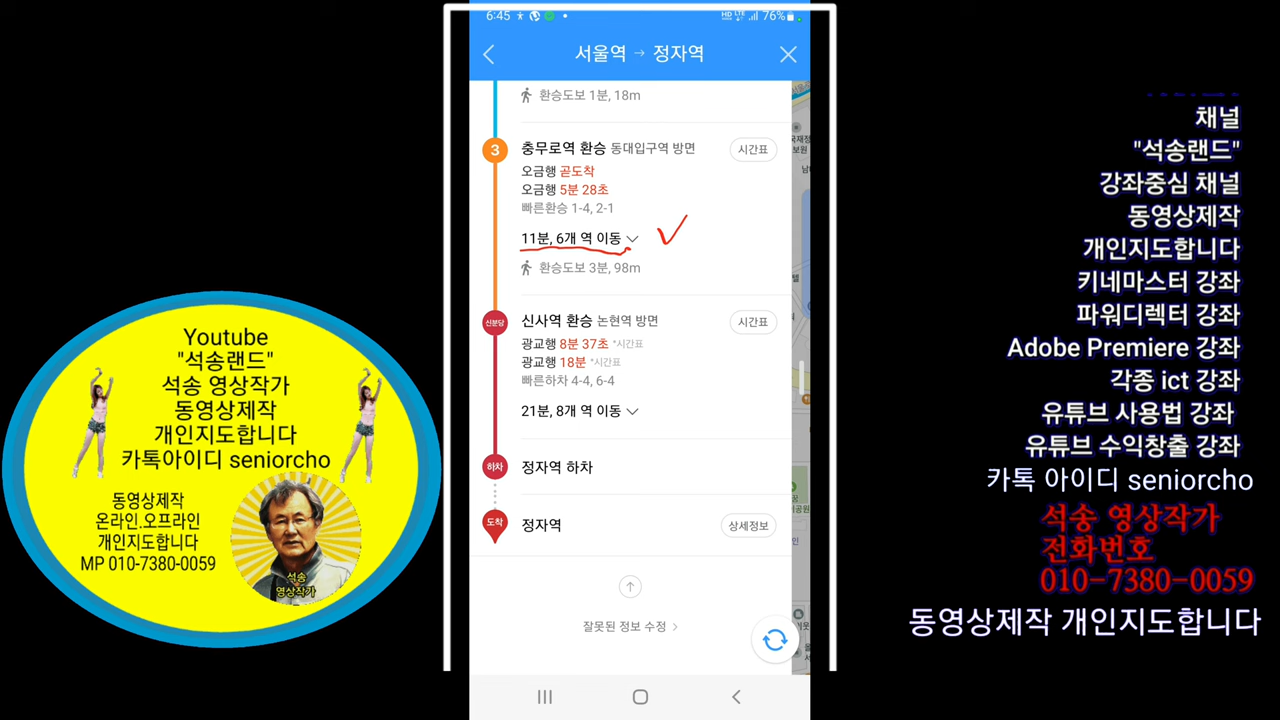 6:45
HD LTE 76%
서울역 → 정자역
환승도보 1분, 18m
3 충무로역 환승 동대입구역 방면 시간표
오금행 곧도착
오금행 5분 28초
빠른환승 1-4, 2-1
11분, 6개 역 이동
환승도보 3분, 98m
신분당 신사역 환승 논현역 방면 시간표
광교행 8분 37초 *시간표
광교행 18분 *시간표
빠른하차 4-4, 6-4
21분, 8개 역 이동
하차 정자역 하차
도착 정자역 상세정보
잘못된 정보 수정 >
Youtube
"석송랜드"
석송 영상작가
동영상제작
개인지도합니다
카톡아이디 seniorcho
동영상제작
온라인.오프라인
개인지도합니다
MP 010-7380-0059
석송
영상작가
채널
"석송랜드"
강좌중심 채널
동영상제작
개인지도합니다
키네마스터 강좌
파워디렉터 강좌
Adobe Premiere 강좌
각종 ict 강좌
유튜브 사용법 강좌
유튜브 수익창출 강좌
카톡 아이디 seniorcho
석송 영상작가
전화번호
010-7380-0059
동영상제작 개인지도합니다